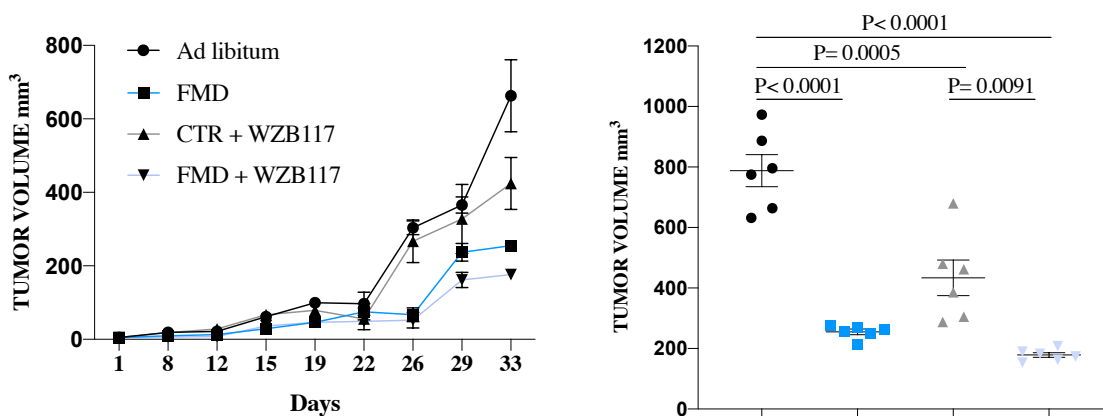 TUMOR VOLUME mm³
800
600
400
200
0
Ad libitum
FMD
CTR + WZB117
FMD + WZB117
1 8 12 15 19 22 26 29 33
Days
TUMOR VOLUME mm³
1200
1000
800
600
400
200
0
P< 0.0001
P= 0.0005
P< 0.0001 P= 0.0091